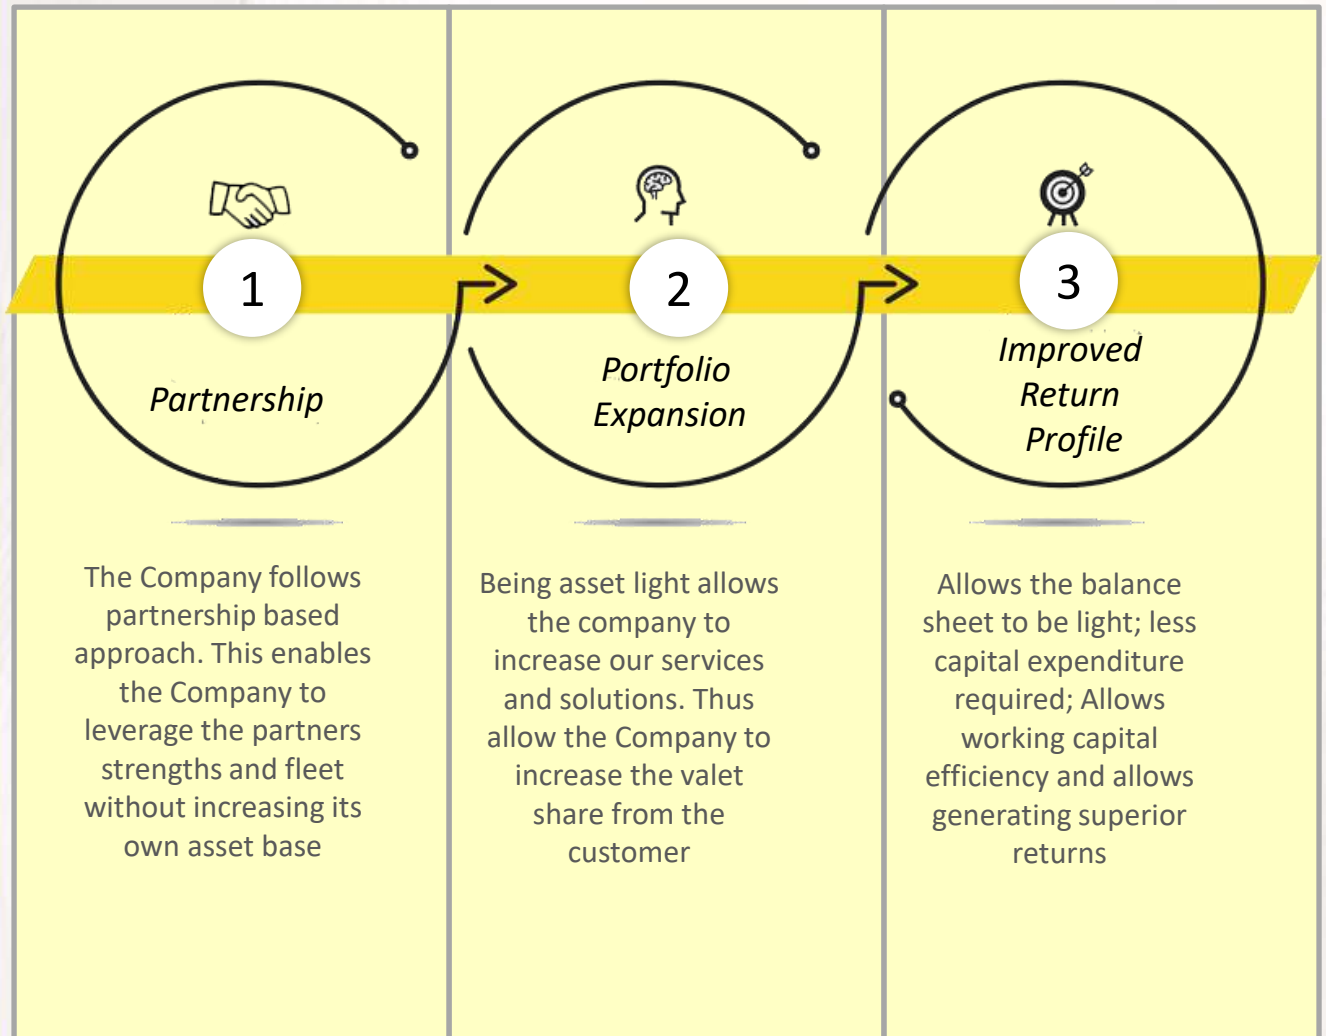 1
Partnership
The Company follows
partnership based
approach. This enables
the Company to
leverage the partners
strengths and fleet
without increasing its
own asset base
2
Portfolio
Expansion
Being asset light allows
the company to
increase our services
and solutions. Thus
allow the Company to
increase the valet
share from the
customer
3
Improved
Return
Profile
Allows the balance
sheet to be light; less
capital expenditure
required; Allows
working capital
efficiency and allows
generating superior
returns